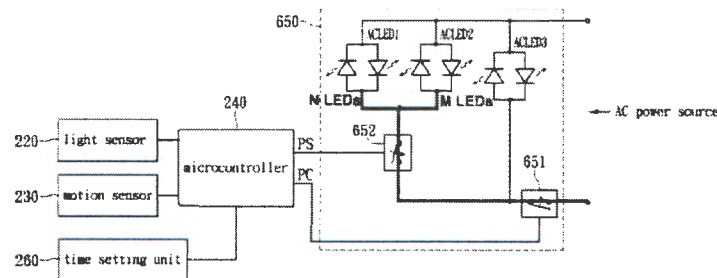 650
ACLED1
ACLED2
ACLED3
N LEDs
M LEDs
AC power source
240
220
light sensor
microcontroller
PS
652
651
PC
230
motion sensor
260
time setting unit